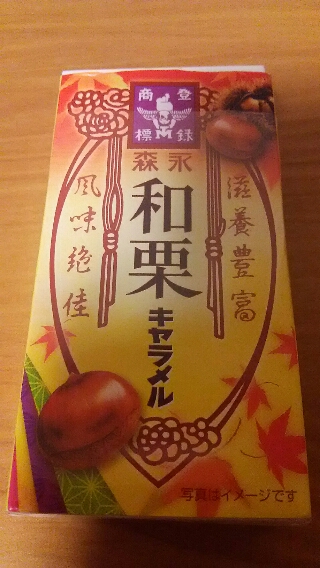 登録
商標
森永
滋養豊富
和栗
キャラメル
風味絶佳
写真はイメージです